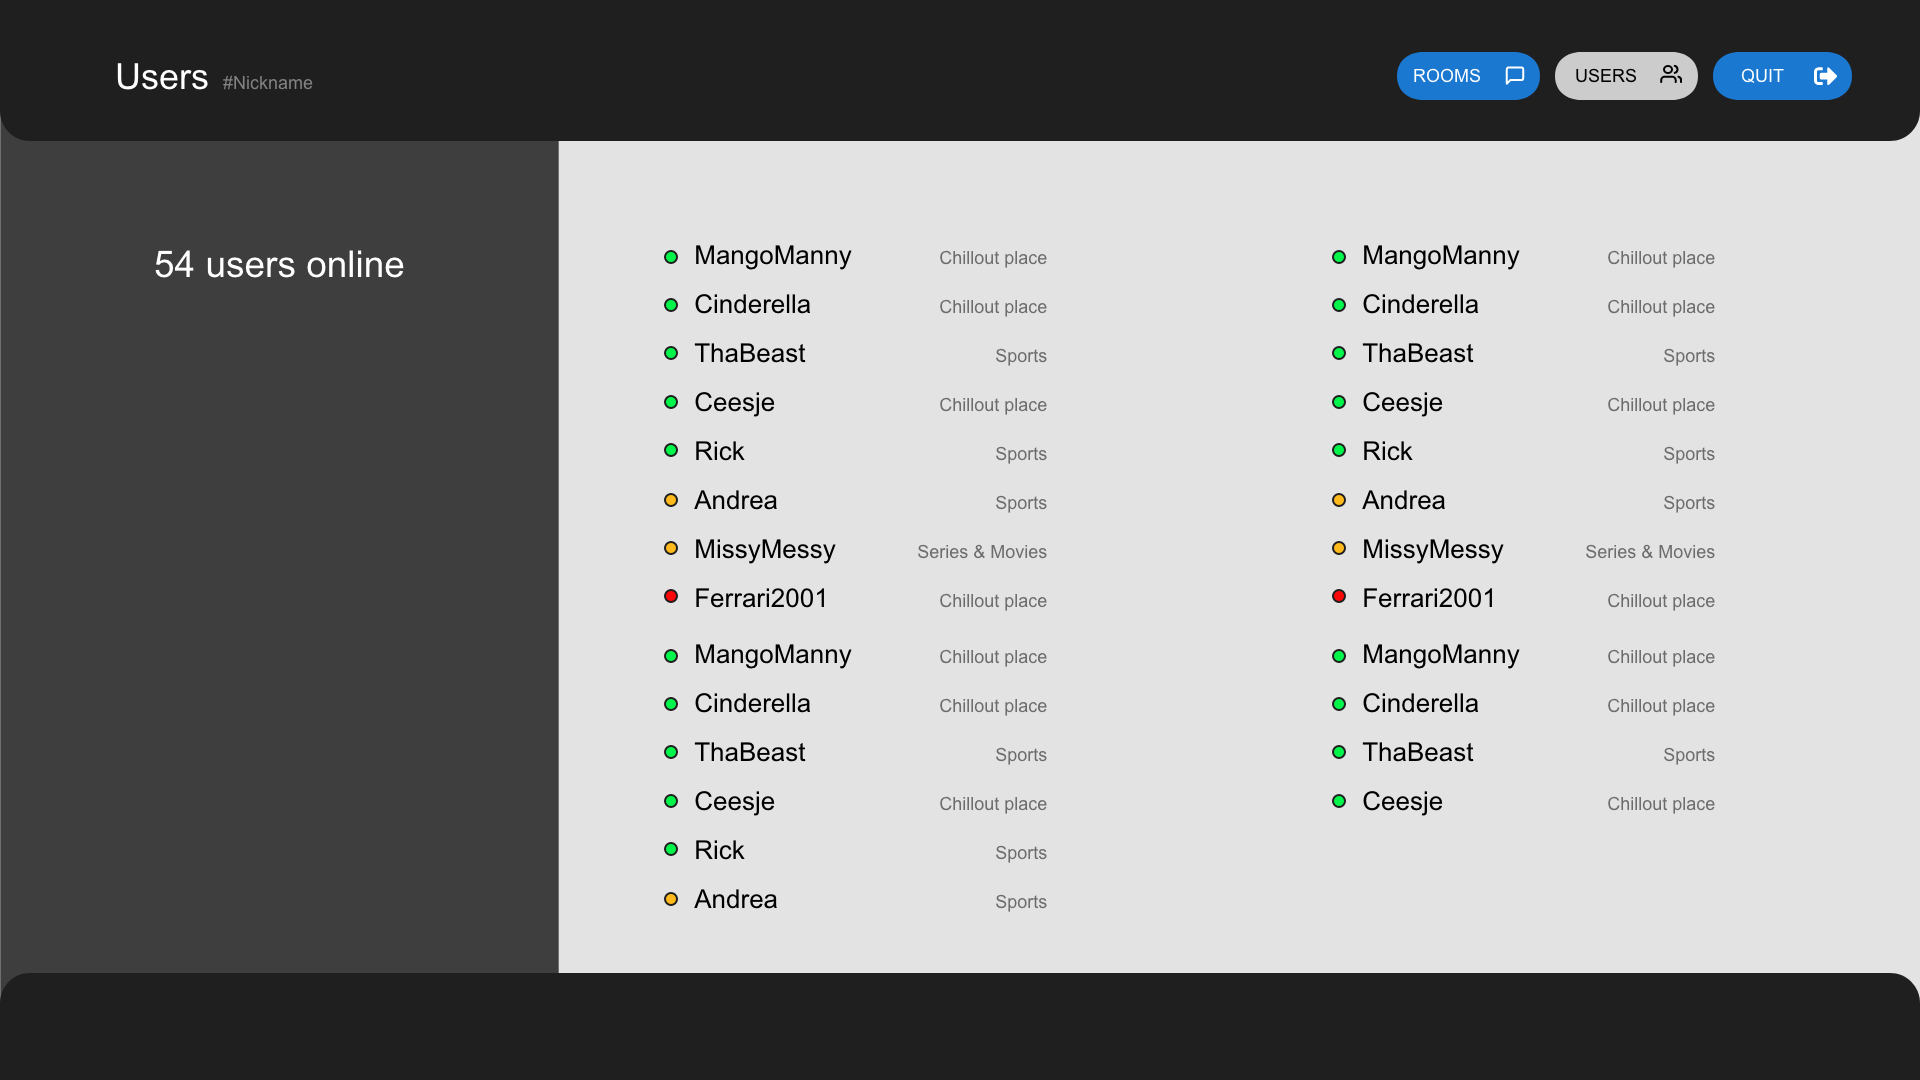 Users #Nickname
ROOMS
USERS
QUIT
54 users online
MangoManny Chillout place
Cinderella Chillout place
ThaBeast Sports
Ceesje Chillout place
Rick Sports
Andrea Sports
MissyMessy Series & Movies
Ferrari2001 Chillout place
MangoManny Chillout place
Cinderella Chillout place
ThaBeast Sports
Ceesje Chillout place
Rick Sports
Andrea Sports
MangoManny Chillout place
Cinderella Chillout place
ThaBeast Sports
Ceesje Chillout place
Rick Sports
Andrea Sports
MissyMessy Series & Movies
Ferrari2001 Chillout place
MangoManny Chillout place
Cinderella Chillout place
ThaBeast Sports
Ceesje Chillout place